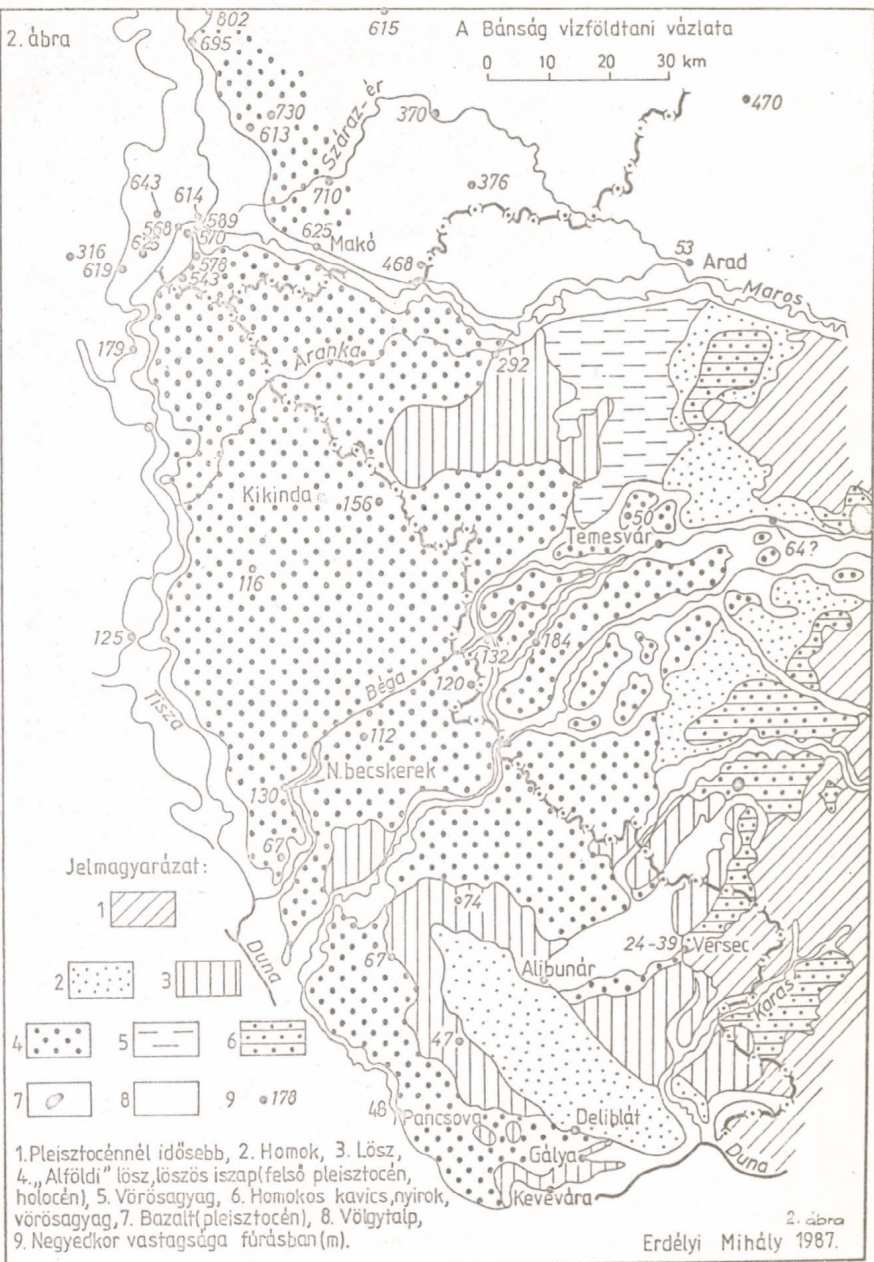 2. ábra
A Bánság vízföldtani vázlata
0 10 20 30 km
802
695
615
730
613
Száraz-ér
370
470
376
710
643
614
589
568
570
625
Makó
316
619
578
543
468
53
Arad
Maros
179
Aranka
292
Kikinda
156
50
Temesvár
64?
116
125
132
184
Béga
120
Tisza
112
N.becskerek
130
67
Jelmagyarázat:
1
2
3
4
5
6
7
8
9 178
Duna
74
24-39
Versec
67
Alibunár
Karas
47
48
Pancsova
Deliblát
Gálya
Duna
Kevevára
1.Pleisztocénnél idősebb, 2. Homok, 3. Lösz,
4. „Alföldi" lösz,löszös iszap(felső pleisztocén,
holocén), 5. Vörösagyag, 6. Homokos kavics,nyirok,
vörösagyag,7. Bazalt(pleisztocén), 8. Völgytalp,
9. Negyedkor vastagsága fúrásban(m).
2. ábra
Erdélyi Mihály 1987.